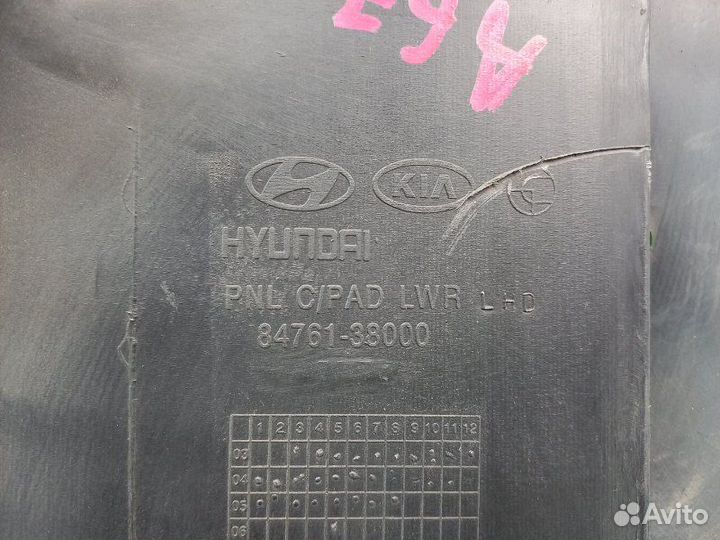 A67
KIA
HYUNDAI
PNL C/PAD LWR LHD
84761-38000
1 2 3 4 5 6 7 8 9 10 11 12
03
04
05
06
Avito